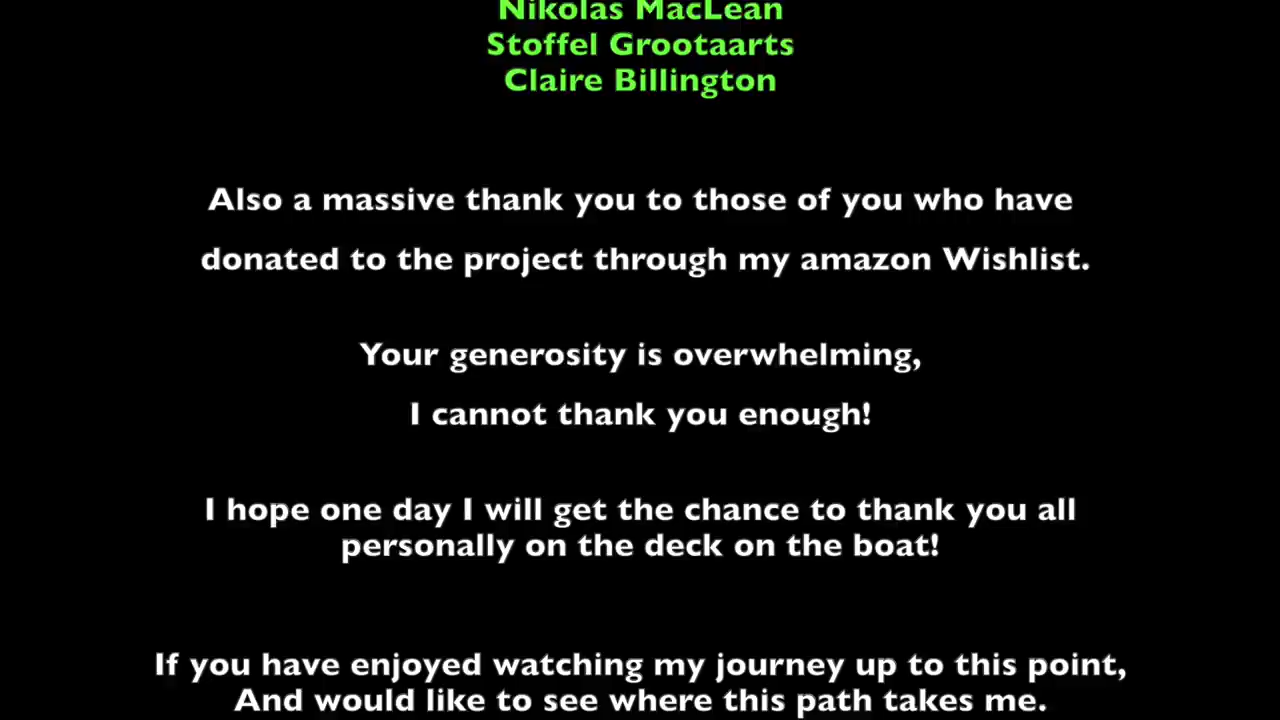 Nikolas MacLean
Stoffel Grootaarts
Claire Billington
Also a massive thank you to those of you who have
donated to the project through my amazon Wishlist.
Your generosity is overwhelming,
I cannot thank you enough!
I hope one day I will get the chance to thank you all
personally on the deck on the boat!
If you have enjoyed watching my journey up to this point,
And would like to see where this path takes me.